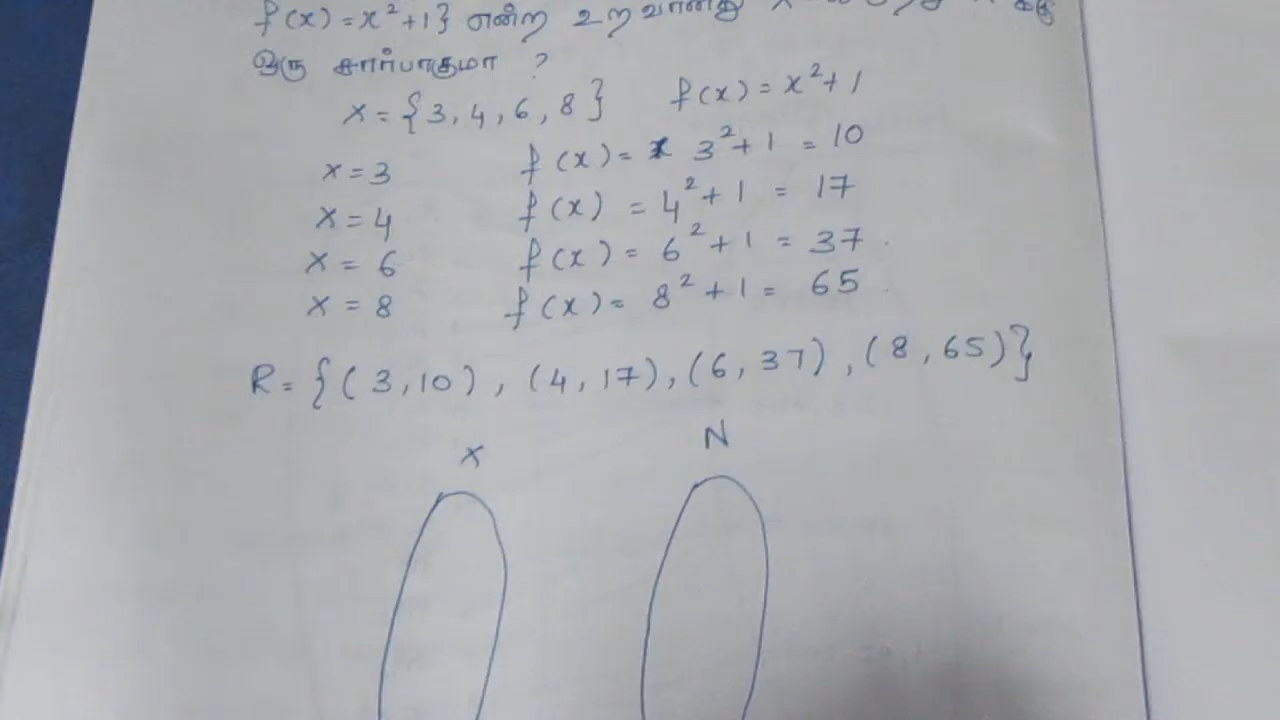 f(x) = x² + 1} என்ற உறவானது X
ஒரு சார்பாகுமா ?
X = {3, 4, 6, 8} f(x) = x² + 1
x = 3 f(x) = 3² + 1 = 10
x = 4 f(x) = 4² + 1 = 17
x = 6 f(x) = 6² + 1 = 37
x = 8 f(x) = 8² + 1 = 65
R = {(3, 10), (4, 17), (6, 37), (8, 65)}
X N